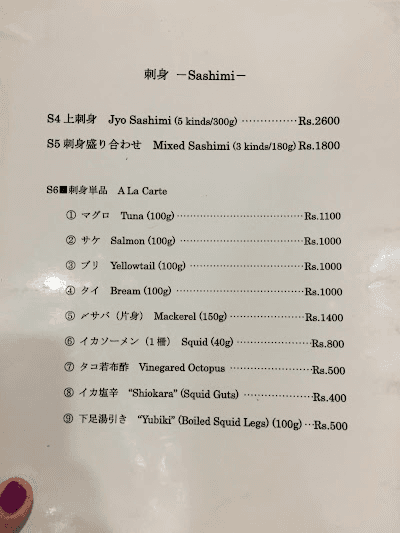 刺身 －Sashimi－
S4 上刺身 Jyo Sashimi (5 kinds/300g) ··············· Rs.2600
S5 刺身盛り合わせ Mixed Sashimi (3 kinds/180g) Rs.1800
S6■刺身単品 A La Carte
① マグロ Tuna (100g) ··································· Rs.1100
② サケ Salmon (100g) ·································· Rs.1000
③ ブリ Yellowtail (100g) ································ Rs.1000
④ タイ Bream (100g) ··································· Rs.1000
⑤ 〆サバ（片身） Mackerel (150g) ····················· Rs.1400
⑥ イカソーメン（1 柵） Squid (40g) ····················· Rs.800
⑦ タコ若布酢 Vinegared Octopus ······················ Rs.500
⑧ イカ塩辛 “Shiokara” (Squid Guts) ··················· Rs.400
⑨ 下足湯引き “Yubiki” (Boiled Squid Legs) (100g) ··· Rs.500